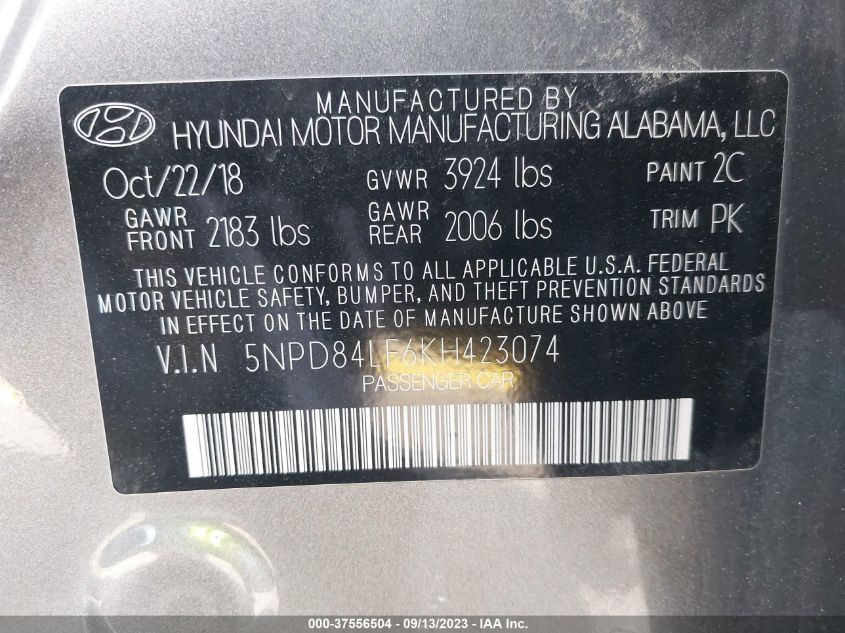 MANUFACTURED BY
HYUNDAI MOTOR MANUFACTURING ALABAMA, LLC
Oct/22/18 GVWR 3924 lbs PAINT 2C
GAWR FRONT 2183 lbs GAWR REAR 2006 lbs TRIM PK
THIS VEHICLE CONFORMS TO ALL APPLICABLE U.S.A. FEDERAL
MOTOR VEHICLE SAFETY, BUMPER, AND THEFT PREVENTION STANDARDS
IN EFFECT ON THE DATE OF MANUFACTURE SHOWN ABOVE
V.I.N 5NPD84LF6KH423074
PASSENGER CAR
000-37556504 - 09/13/2023 - IAA Inc.